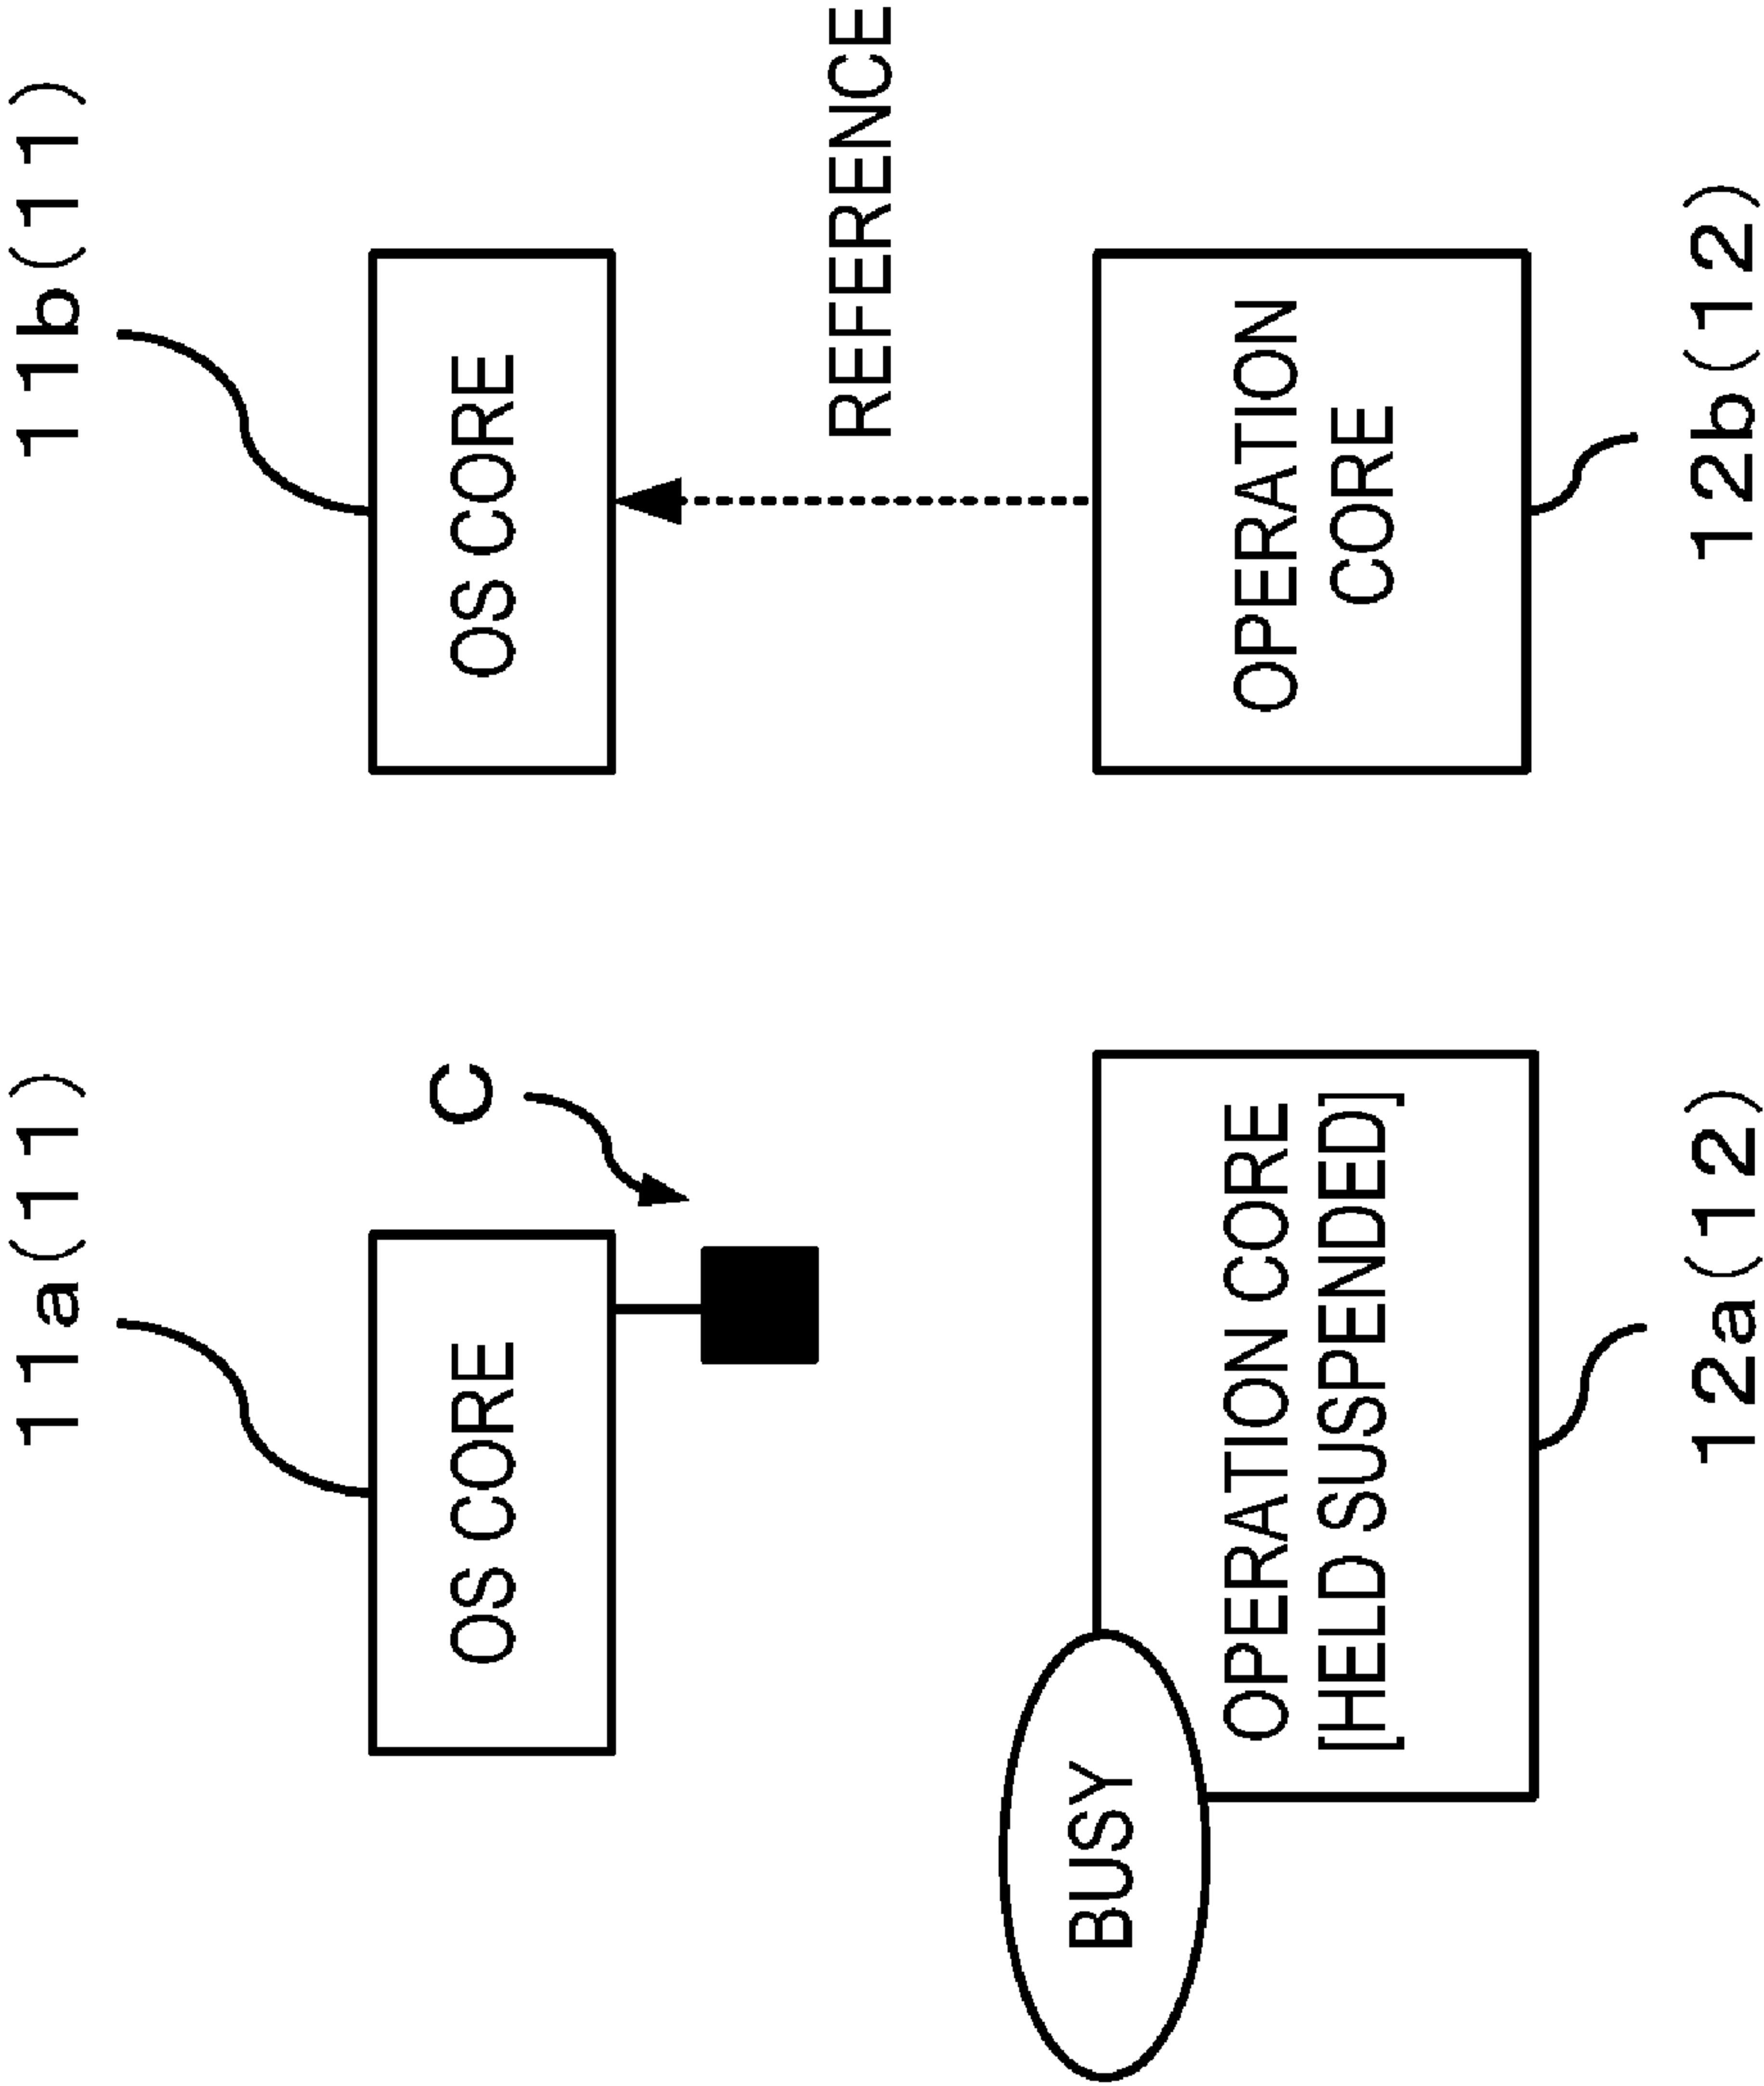 11a(11)
11b(11)
OS CORE
C
OS CORE
REFERENCE
BUSY
OPERATION CORE
[HELD SUSPENDED]
OPERATION
CORE
12a(12)
12b(12)